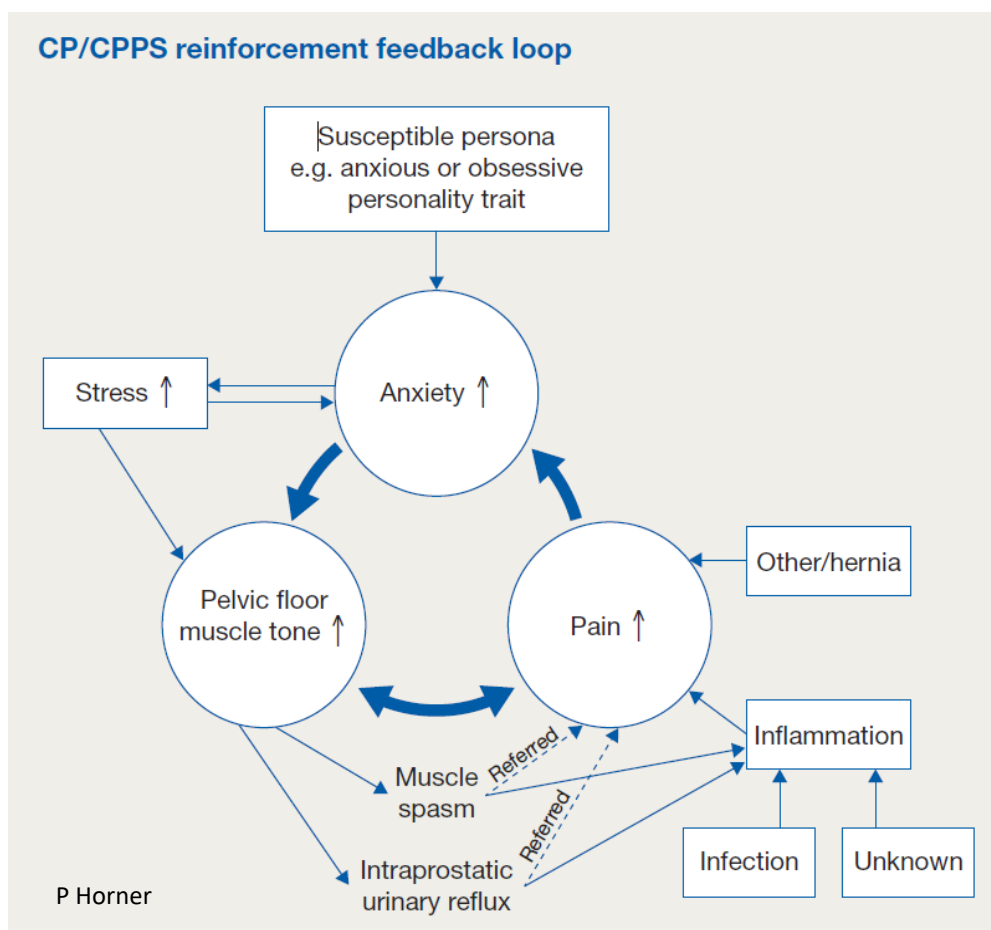 CP/CPPS reinforcement feedback loop
Susceptible persona
e.g. anxious or obsessive
personality trait
Stress ↑
Anxiety ↑
Pelvic floor
muscle tone ↑
Pain ↑
Other/hernia
Inflammation
Referred
Muscle
spasm
Referred
Intraprostatic
urinary reflux
Infection
Unknown
P Horner